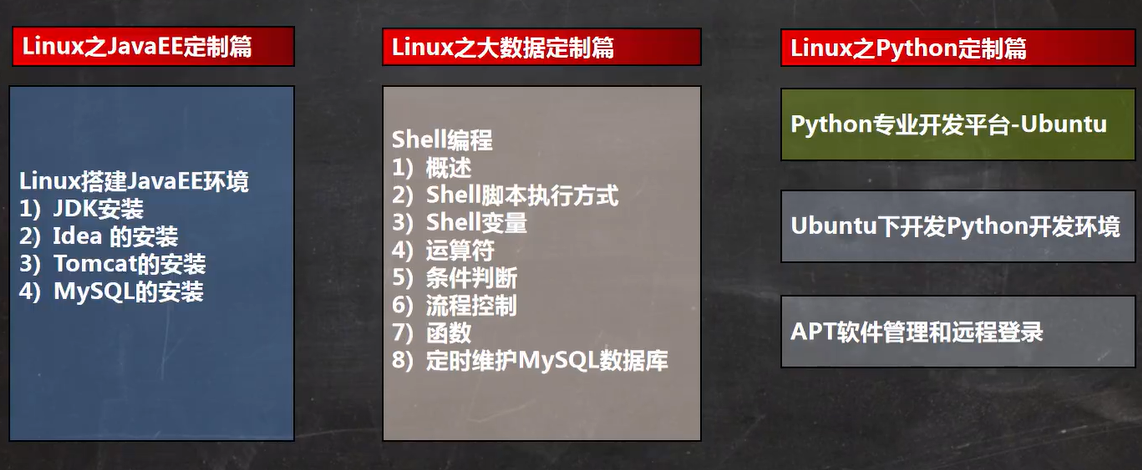 Linux之JavaEE定制篇
Linux搭建JavaEE环境
1) JDK安装
2) Idea 的安装
3) Tomcat的安装
4) MySQL的安装
Linux之大数据定制篇
Shell编程
1) 概述
2) Shell脚本执行方式
3) Shell变量
4) 运算符
5) 条件判断
6) 流程控制
7) 函数
8) 定时维护MySQL数据库
Linux之Python定制篇
Python专业开发平台-Ubuntu
Ubuntu下开发Python开发环境
APT软件管理和远程登录